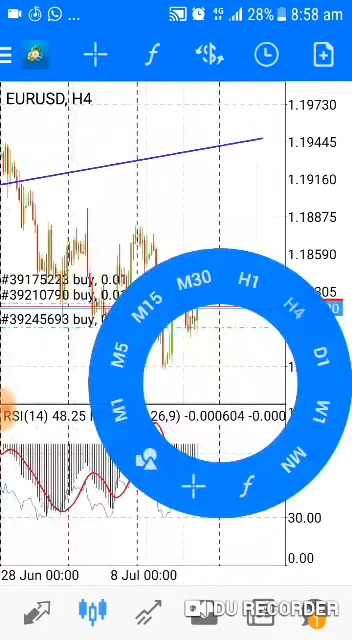 4G
28%
8:58 am
f
EURUSD, H4
1.19730
1.19445
1.19160
1.18875
1.18590
#39175223 buy, 0.01
#39210790 buy, 0.0
#39245693 buy, 0.0
M1
M5
M15
M30
H1
H4
D1
W1
MN
f
RSI(14) 48.25
26,9) -0.000604 -0.000
30.00
0.00
28 Jun 00:00
8 Jul 00:00
DU RECORDER
1